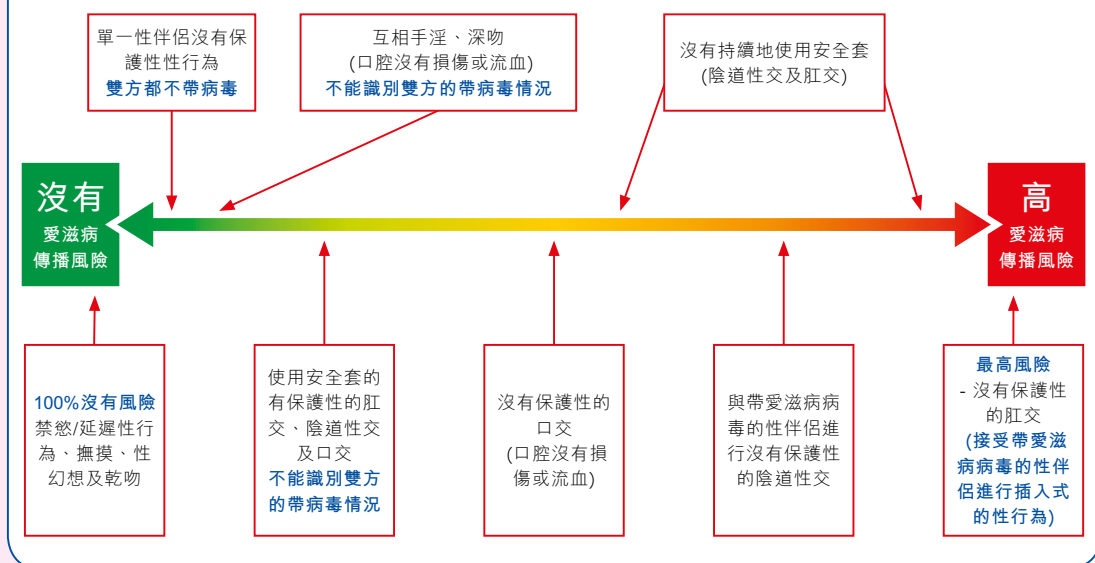 單一性伴侶沒有保
護性性行為
雙方都不帶病毒
互相手淫、深吻
(口腔沒有損傷或流血)
不能識別雙方的帶病毒情況
沒有持續地使用安全套
(陰道性交及肛交)
沒有
愛滋病
傳播風險
高
愛滋病
傳播風險
100%沒有風險
禁慾/延遲性行
為、撫摸、性
幻想及乾吻
使用安全套的
有保護性的肛
交、陰道性交
及口交
不能識別雙方
的帶病毒情況
沒有保護性的
口交
(口腔沒有損
傷或流血)
與帶愛滋病病
毒的性伴侶進
行沒有保護性
的陰道性交
最高風險
- 沒有保護性
的肛交
(接受帶愛滋
病病毒的性伴
侶進行插入式
的性行為)